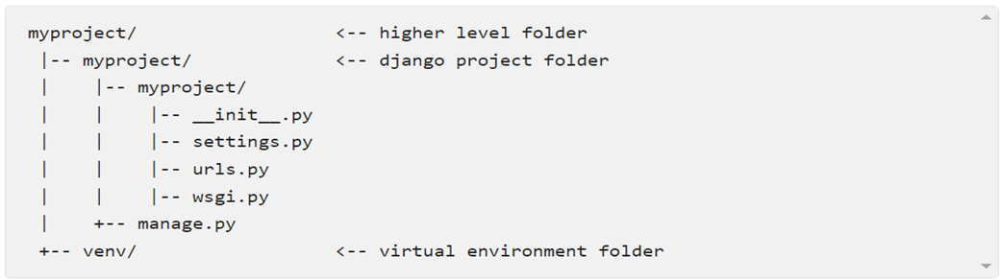 myproject/                  <-- higher level folder
 |-- myproject/             <-- django project folder
 |    |-- myproject/
 |    |    |-- __init__.py
 |    |    |-- settings.py
 |    |    |-- urls.py
 |    |    |-- wsgi.py
 |    +-- manage.py
 +-- venv/                  <-- virtual environment folder